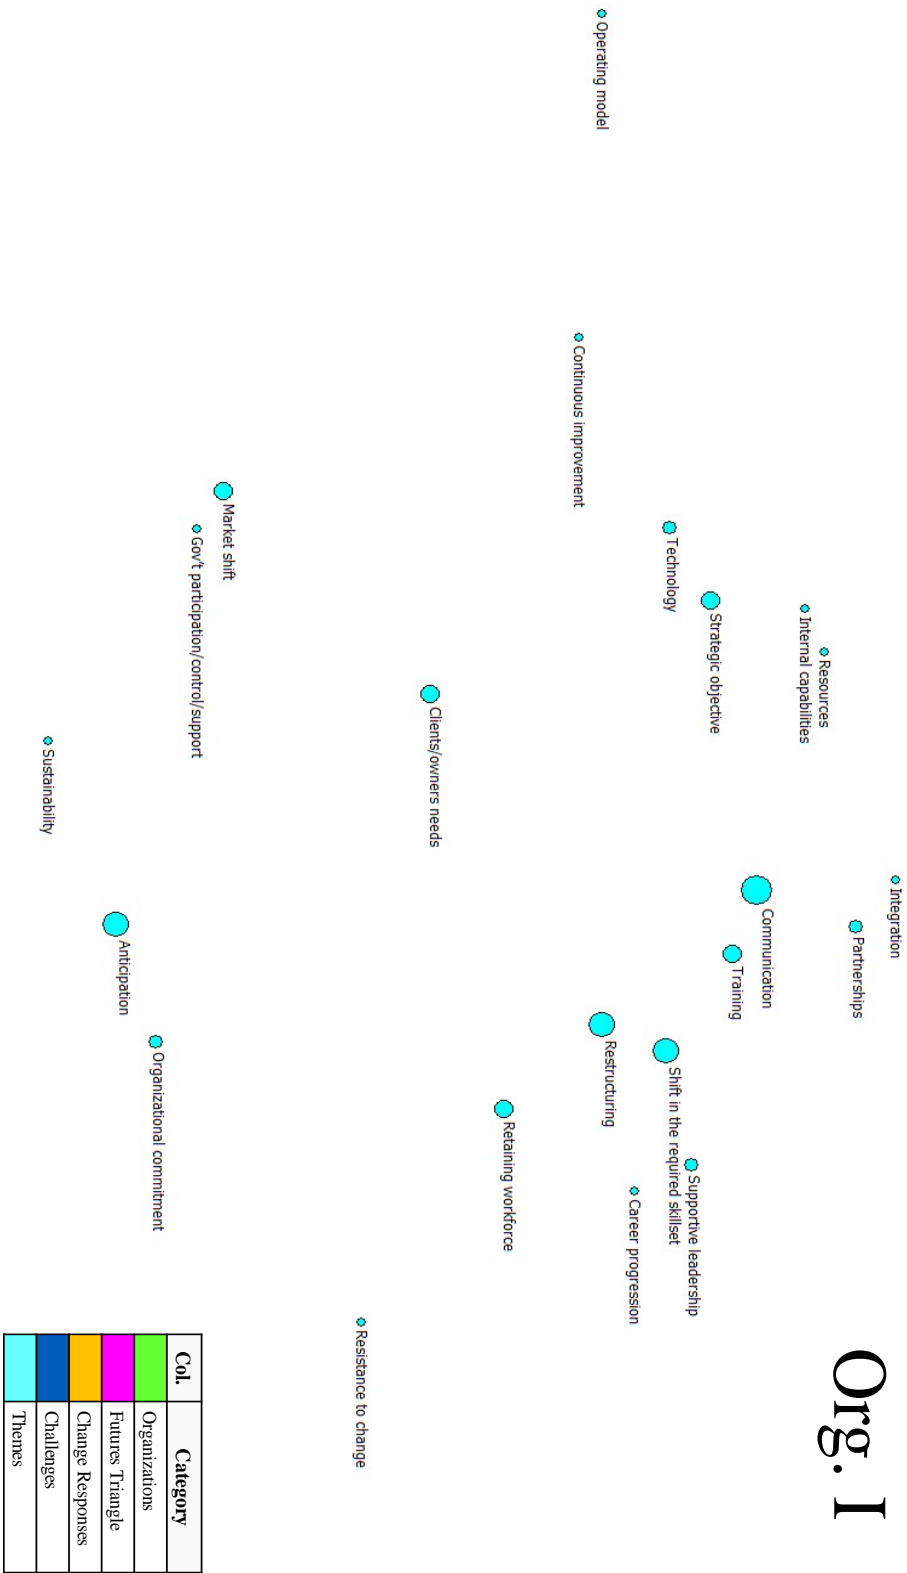 Org. I
Integration
Partnerships
Resources
Internal capabilities
Communication
Training
Strategic objective
Supportive leadership
Shift in the required skillset
Technology
Career progression
Restructuring
Operating model
Continuous improvement
Retaining workforce
Clients/owners needs
Resistance to change
Market shift
Gov't participation/control/support
Organizational commitment
Anticipation
Sustainability
Col. Category
Organizations
Futures Triangle
Change Responses
Challenges
Themes